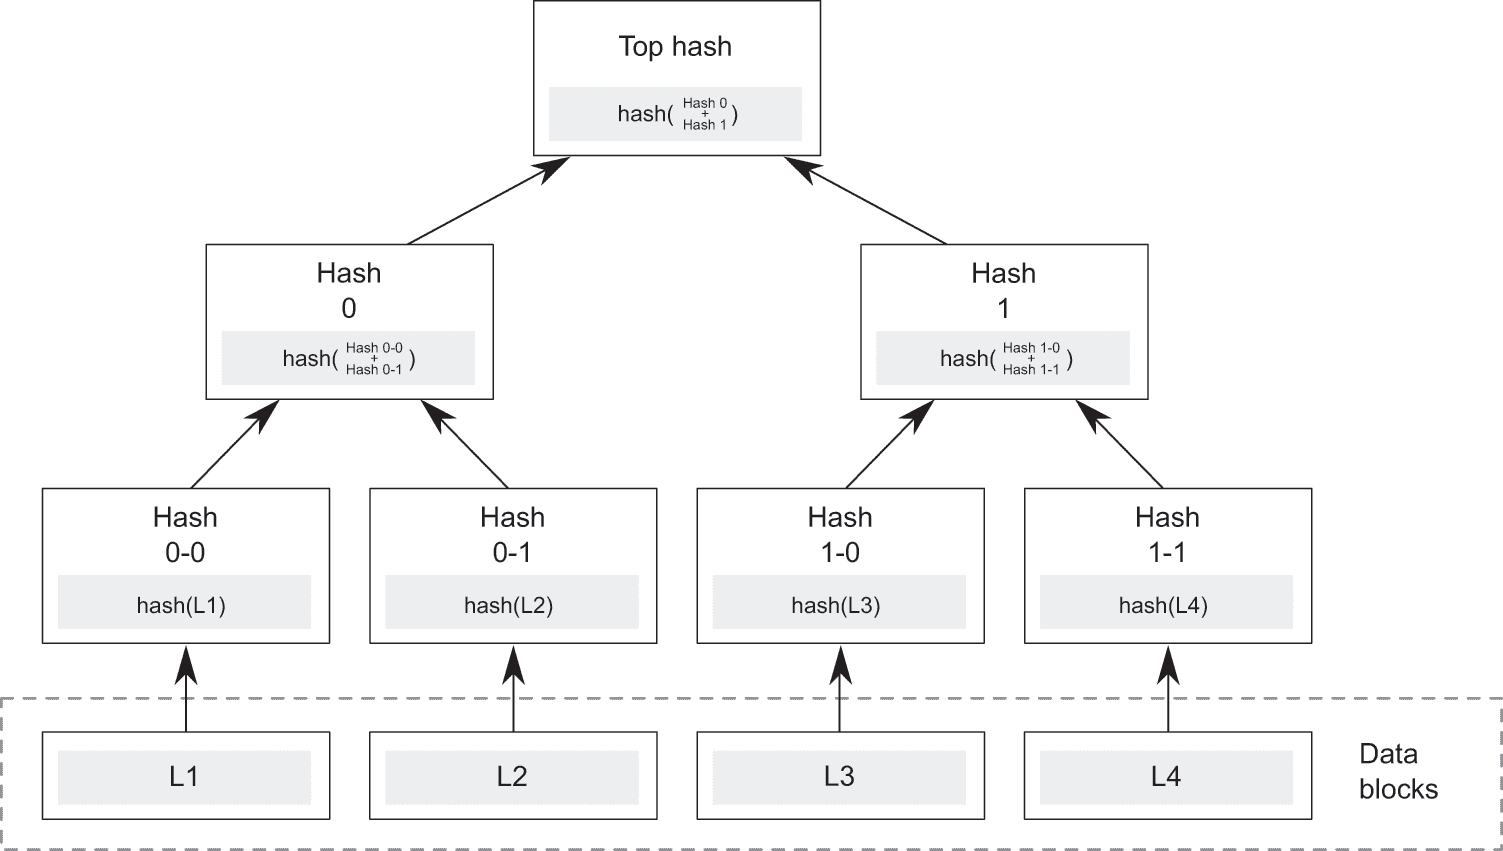 Top hash
hash( Hash 0 + Hash 1 )
Hash
0
hash( Hash 0-0 + Hash 0-1 )
Hash
1
hash( Hash 1-0 + Hash 1-1 )
Hash
0-0
hash(L1)
Hash
0-1
hash(L2)
Hash
1-0
hash(L3)
Hash
1-1
hash(L4)
L1
L2
L3
L4
Data
blocks